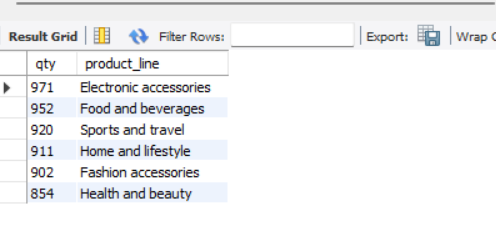 Result Grid Filter Rows: Export: Wrap C
qty product_line
971 Electronic accessories
952 Food and beverages
920 Sports and travel
911 Home and lifestyle
902 Fashion accessories
854 Health and beauty